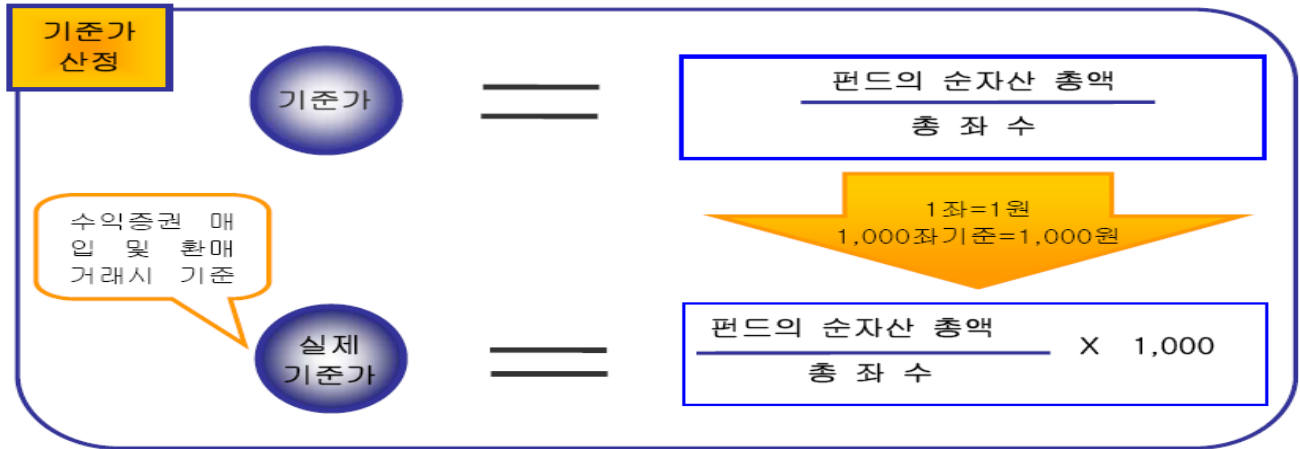 기준가
산정
기준가
펀드의 순자산 총액
총 좌 수
1좌=1원
1,000좌기준=1,000원
수익증권 매
입 및 환매
거래시 기준
실제
기준가
펀드의 순자산 총액
총 좌 수
X 1,000